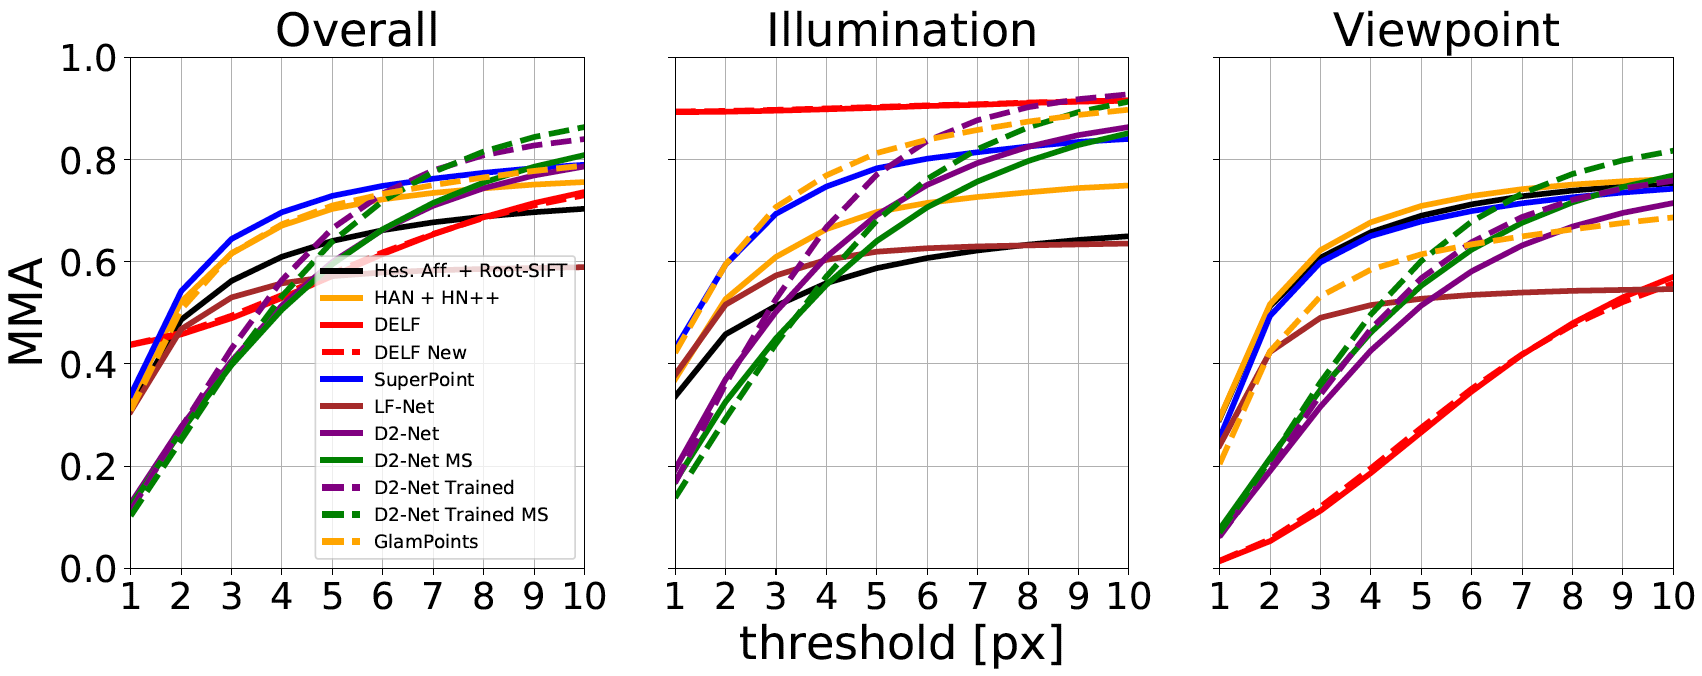 Overall
Illumination
Viewpoint
MMA
1.0
0.8
0.6
0.4
0.2
0.0
Hes. Aff. + Root-SIFT
HAN + HN++
DELF
DELF New
SuperPoint
LF-Net
D2-Net
D2-Net MS
D2-Net Trained
D2-Net Trained MS
GlamPoints
1 2 3 4 5 6 7 8 9 10
1 2 3 4 5 6 7 8 9 10
1 2 3 4 5 6 7 8 9 10
threshold [px]